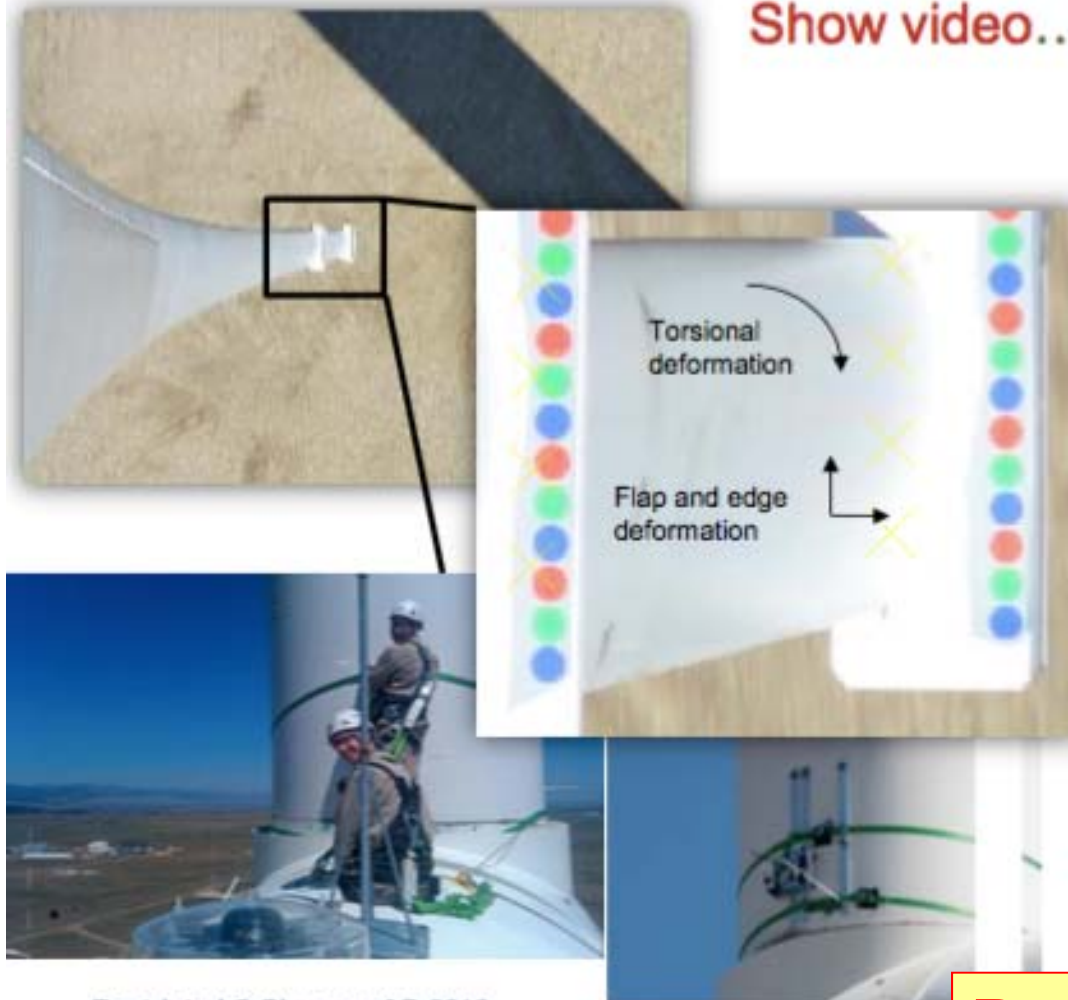 Show video..
Torsional
deformation
Flap and edge
deformation